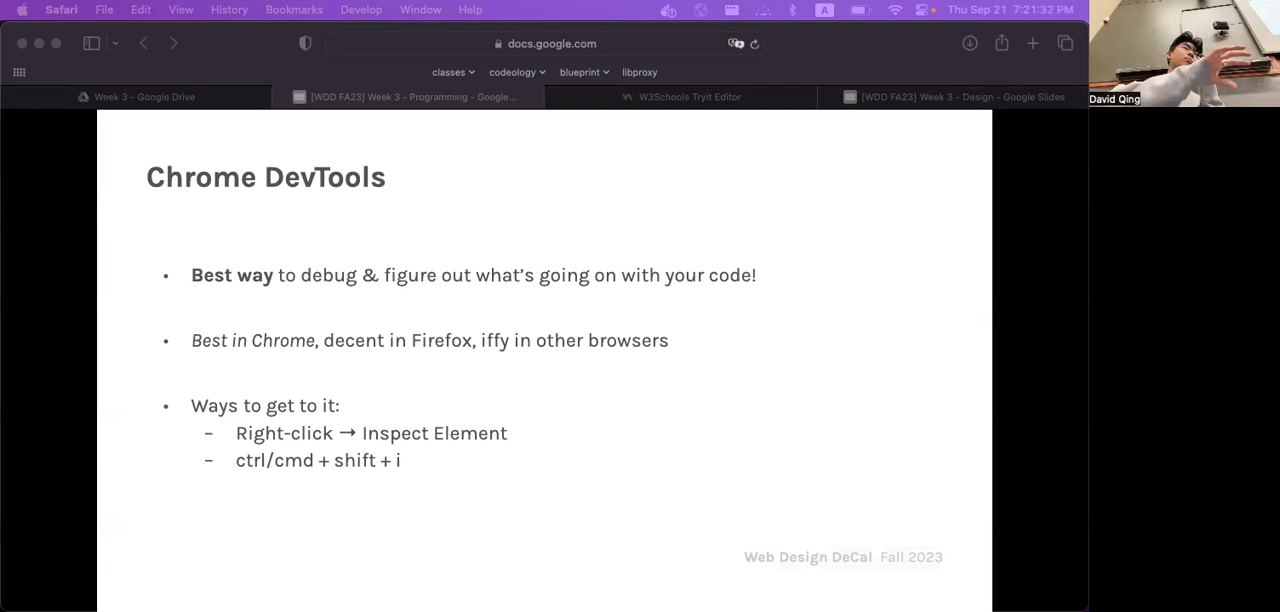 Safari File Edit View History Bookmarks Develop Window Help A Thu Sep 21 7:21:32 PM
docs.google.com
classes codeology blueprint libproxy
Week 3 - Google Drive [WDD FA23] Week 3 - Programming - Google... W3Schools Tryit Editor [WDD FA23] Week 3 - Design - Google Slides
David Qing
Chrome DevTools
• Best way to debug & figure out what's going on with your code!
• Best in Chrome, decent in Firefox, iffy in other browsers
• Ways to get to it:
– Right-click → Inspect Element
– ctrl/cmd + shift + i
Web Design DeCal Fall 2023